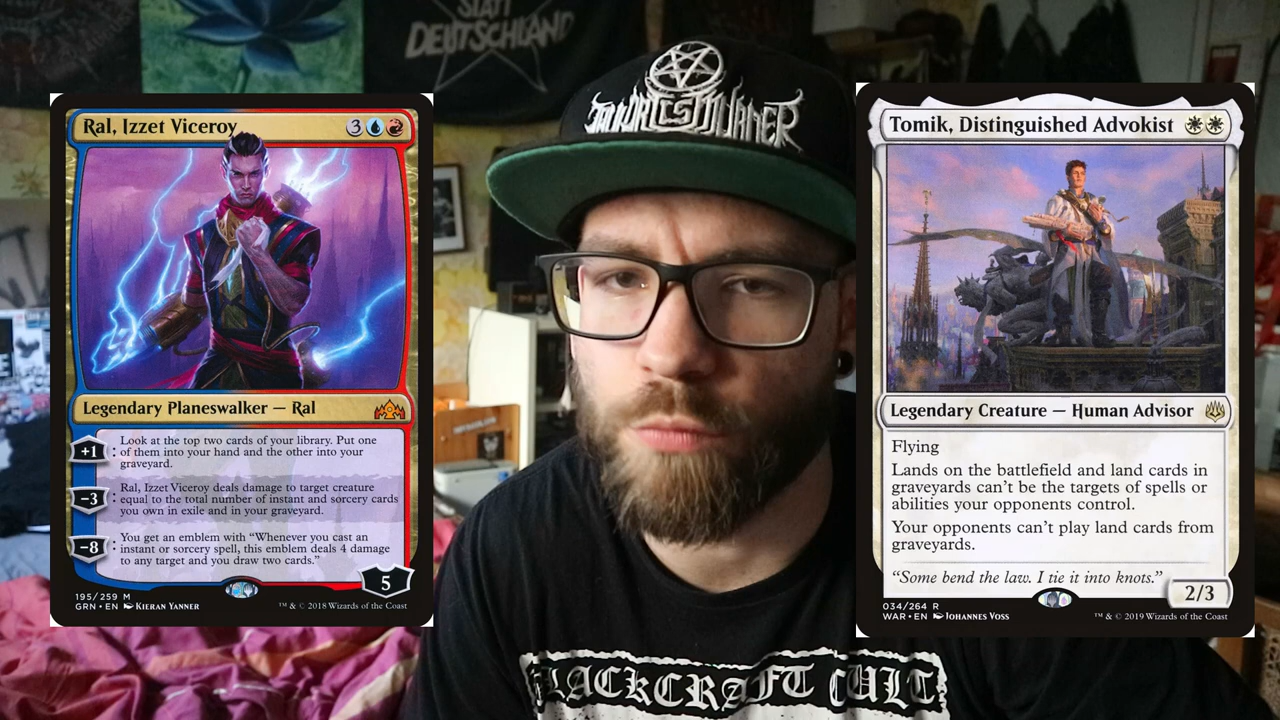 STATT
DEUTSCHLAND
Ral, Izzet Viceroy 3
Legendary Planeswalker — Ral
+1 : Look at the top two cards of your library. Put one
of them into your hand and the other into your
graveyard.
−3 : Ral, Izzet Viceroy deals damage to target creature
equal to the total number of instant and sorcery cards
you own in exile and in your graveyard.
−8 : You get an emblem with “Whenever you cast an
instant or sorcery spell, this emblem deals 4 damage
to any target and you draw two cards.”
5
195/259 M
GRN • EN KIERAN YANNER
™ & © 2018 Wizards of the Coast
BLACKCRAFT CULT
Tomik, Distinguished Advokist
Legendary Creature — Human Advisor
Flying
Lands on the battlefield and land cards in
graveyards can’t be the targets of spells or
abilities your opponents control.
Your opponents can’t play land cards from
graveyards.
“Some bend the law. I tie it into knots.”
2/3
034/264 R
WAR • EN JOHANNES VOSS
™ & © 2019 Wizards of the Coast